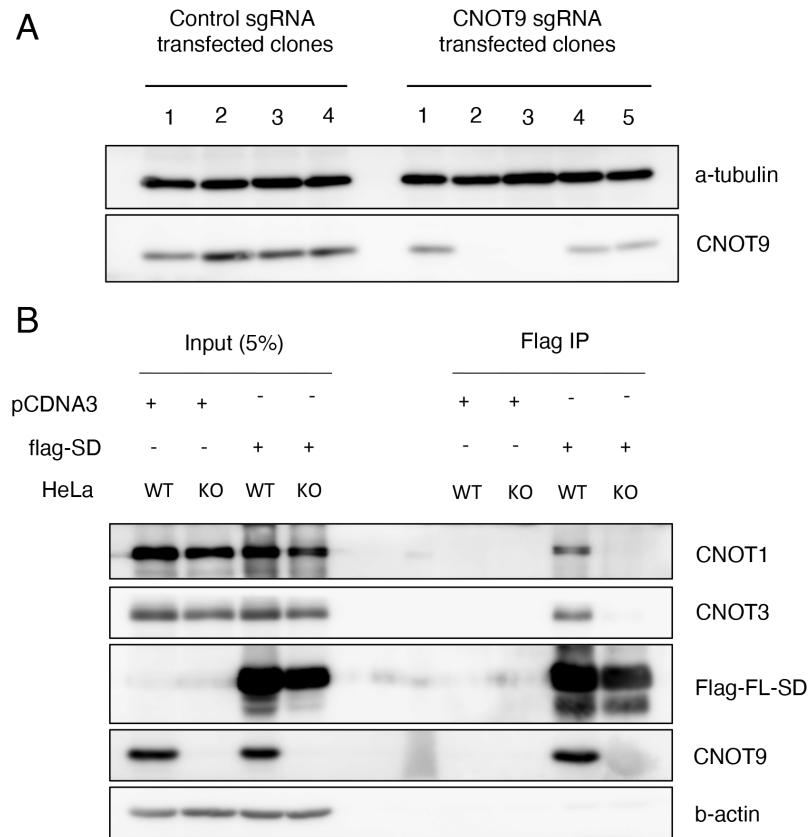 A
Control sgRNA
transfected clones
CNOT9 sgRNA
transfected clones
1 2 3 4 1 2 3 4 5
a-tubulin
CNOT9
B
Input (5%) Flag IP
pCDNA3 + + - - + + - -
flag-SD - - + + - - + +
HeLa WT KO WT KO WT KO WT KO
CNOT1
CNOT3
Flag-FL-SD
CNOT9
b-actin